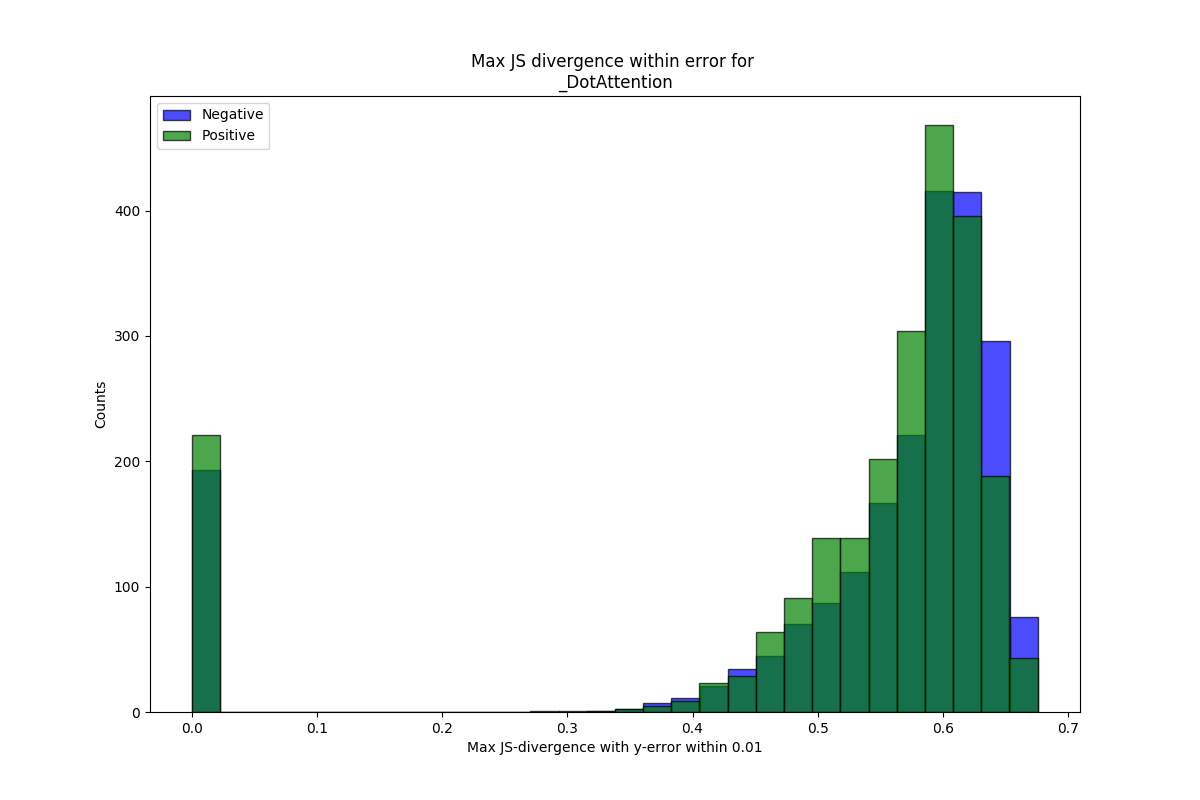 Max JS divergence within error for
_DotAttention
Negative
Positive
Counts
400
300
200
100
0
0.0 0.1 0.2 0.3 0.4 0.5 0.6 0.7
Max JS-divergence with y-error within 0.01